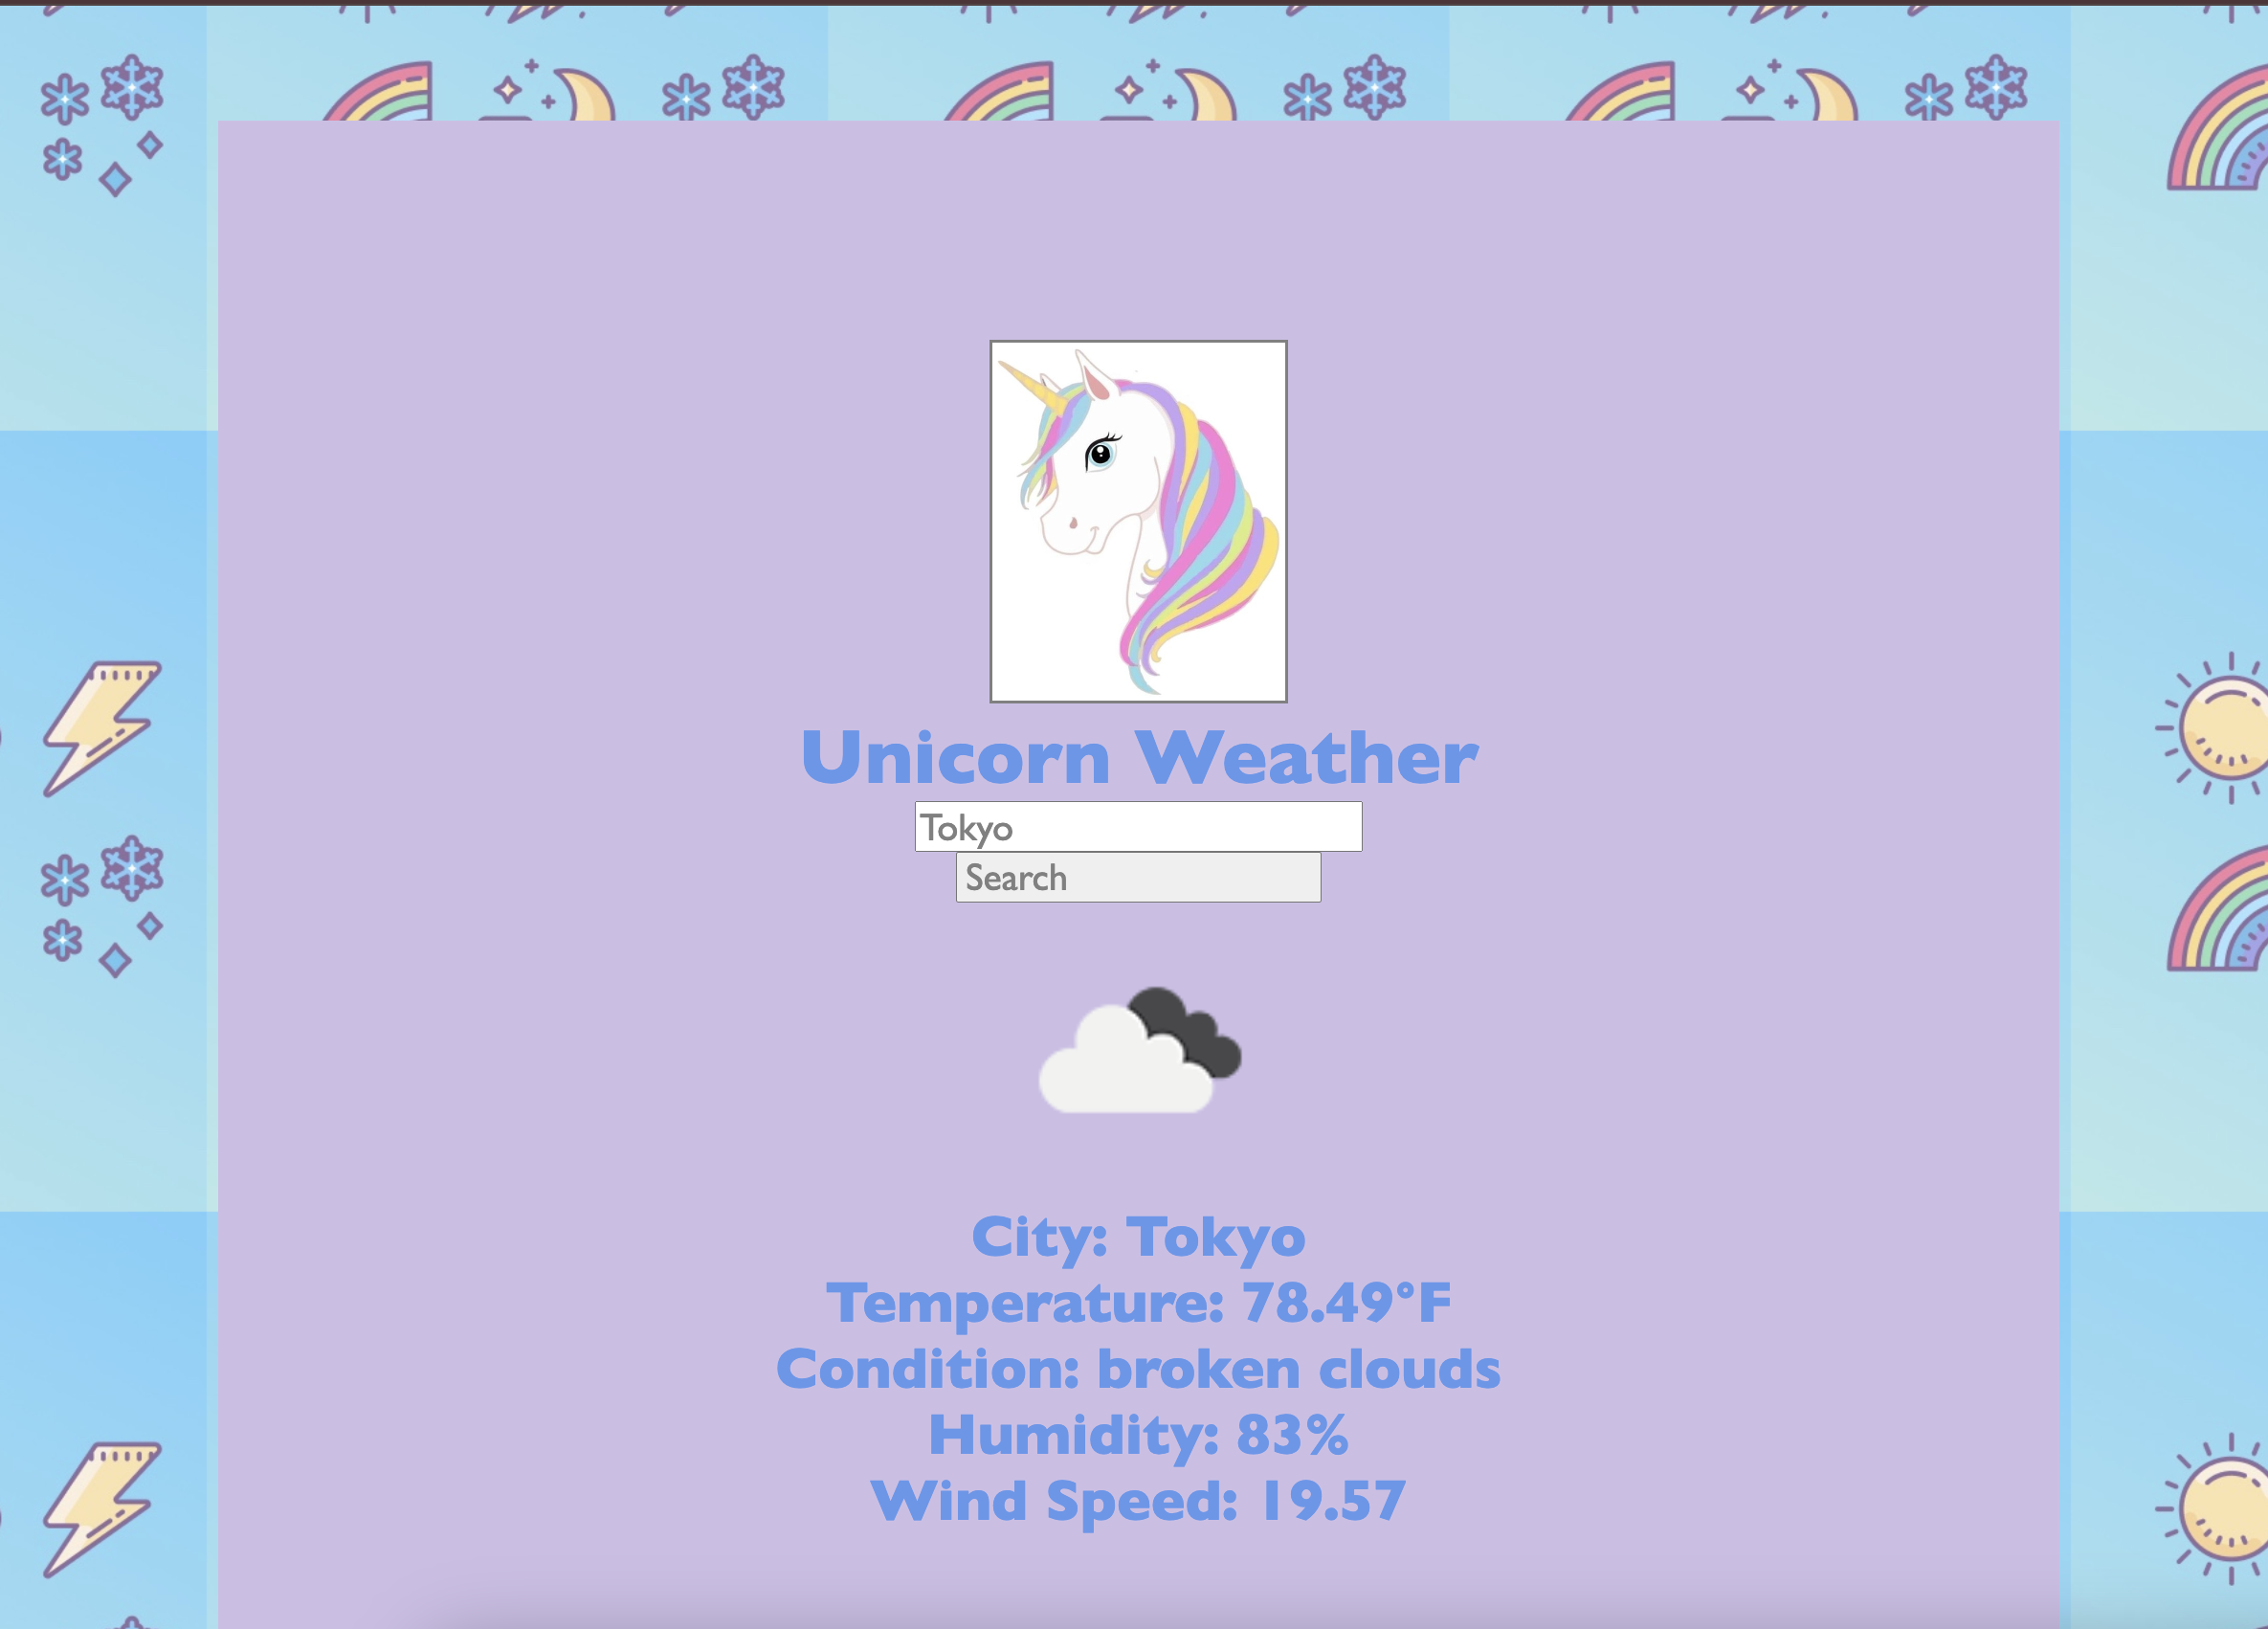 Unicorn Weather
Tokyo
Search
City: Tokyo
Temperature: 78.49°F
Condition: broken clouds
Humidity: 83%
Wind Speed: 19.57